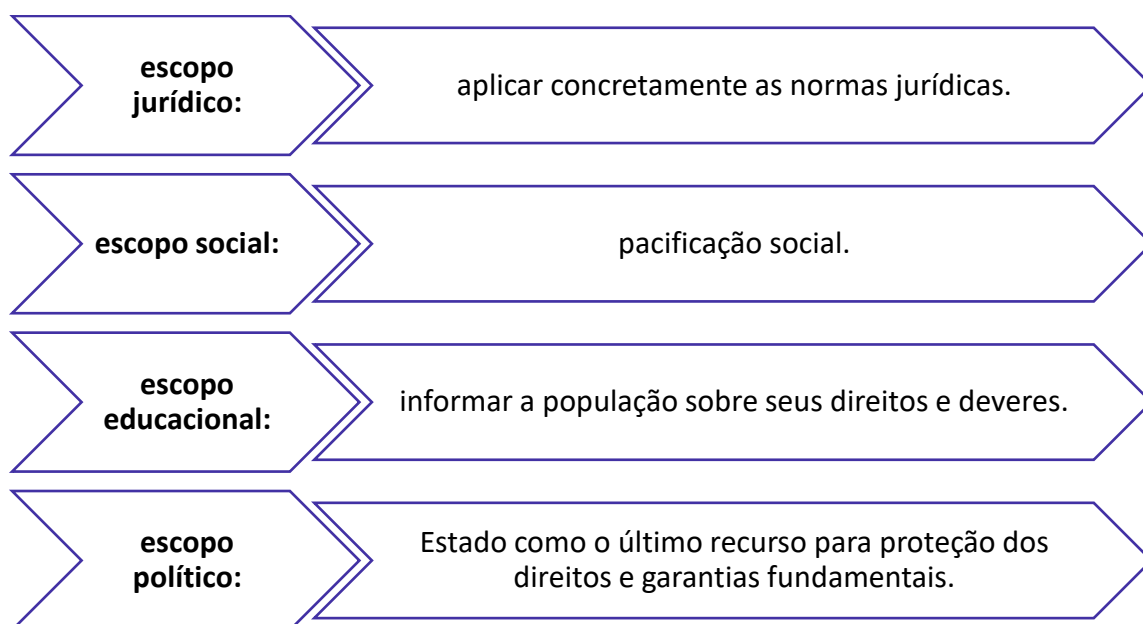 escopo
jurídico:
aplicar concretamente as normas jurídicas.
escopo social:
pacificação social.
escopo
educacional:
informar a população sobre seus direitos e deveres.
escopo
político:
Estado como o último recurso para proteção dos
direitos e garantias fundamentais.